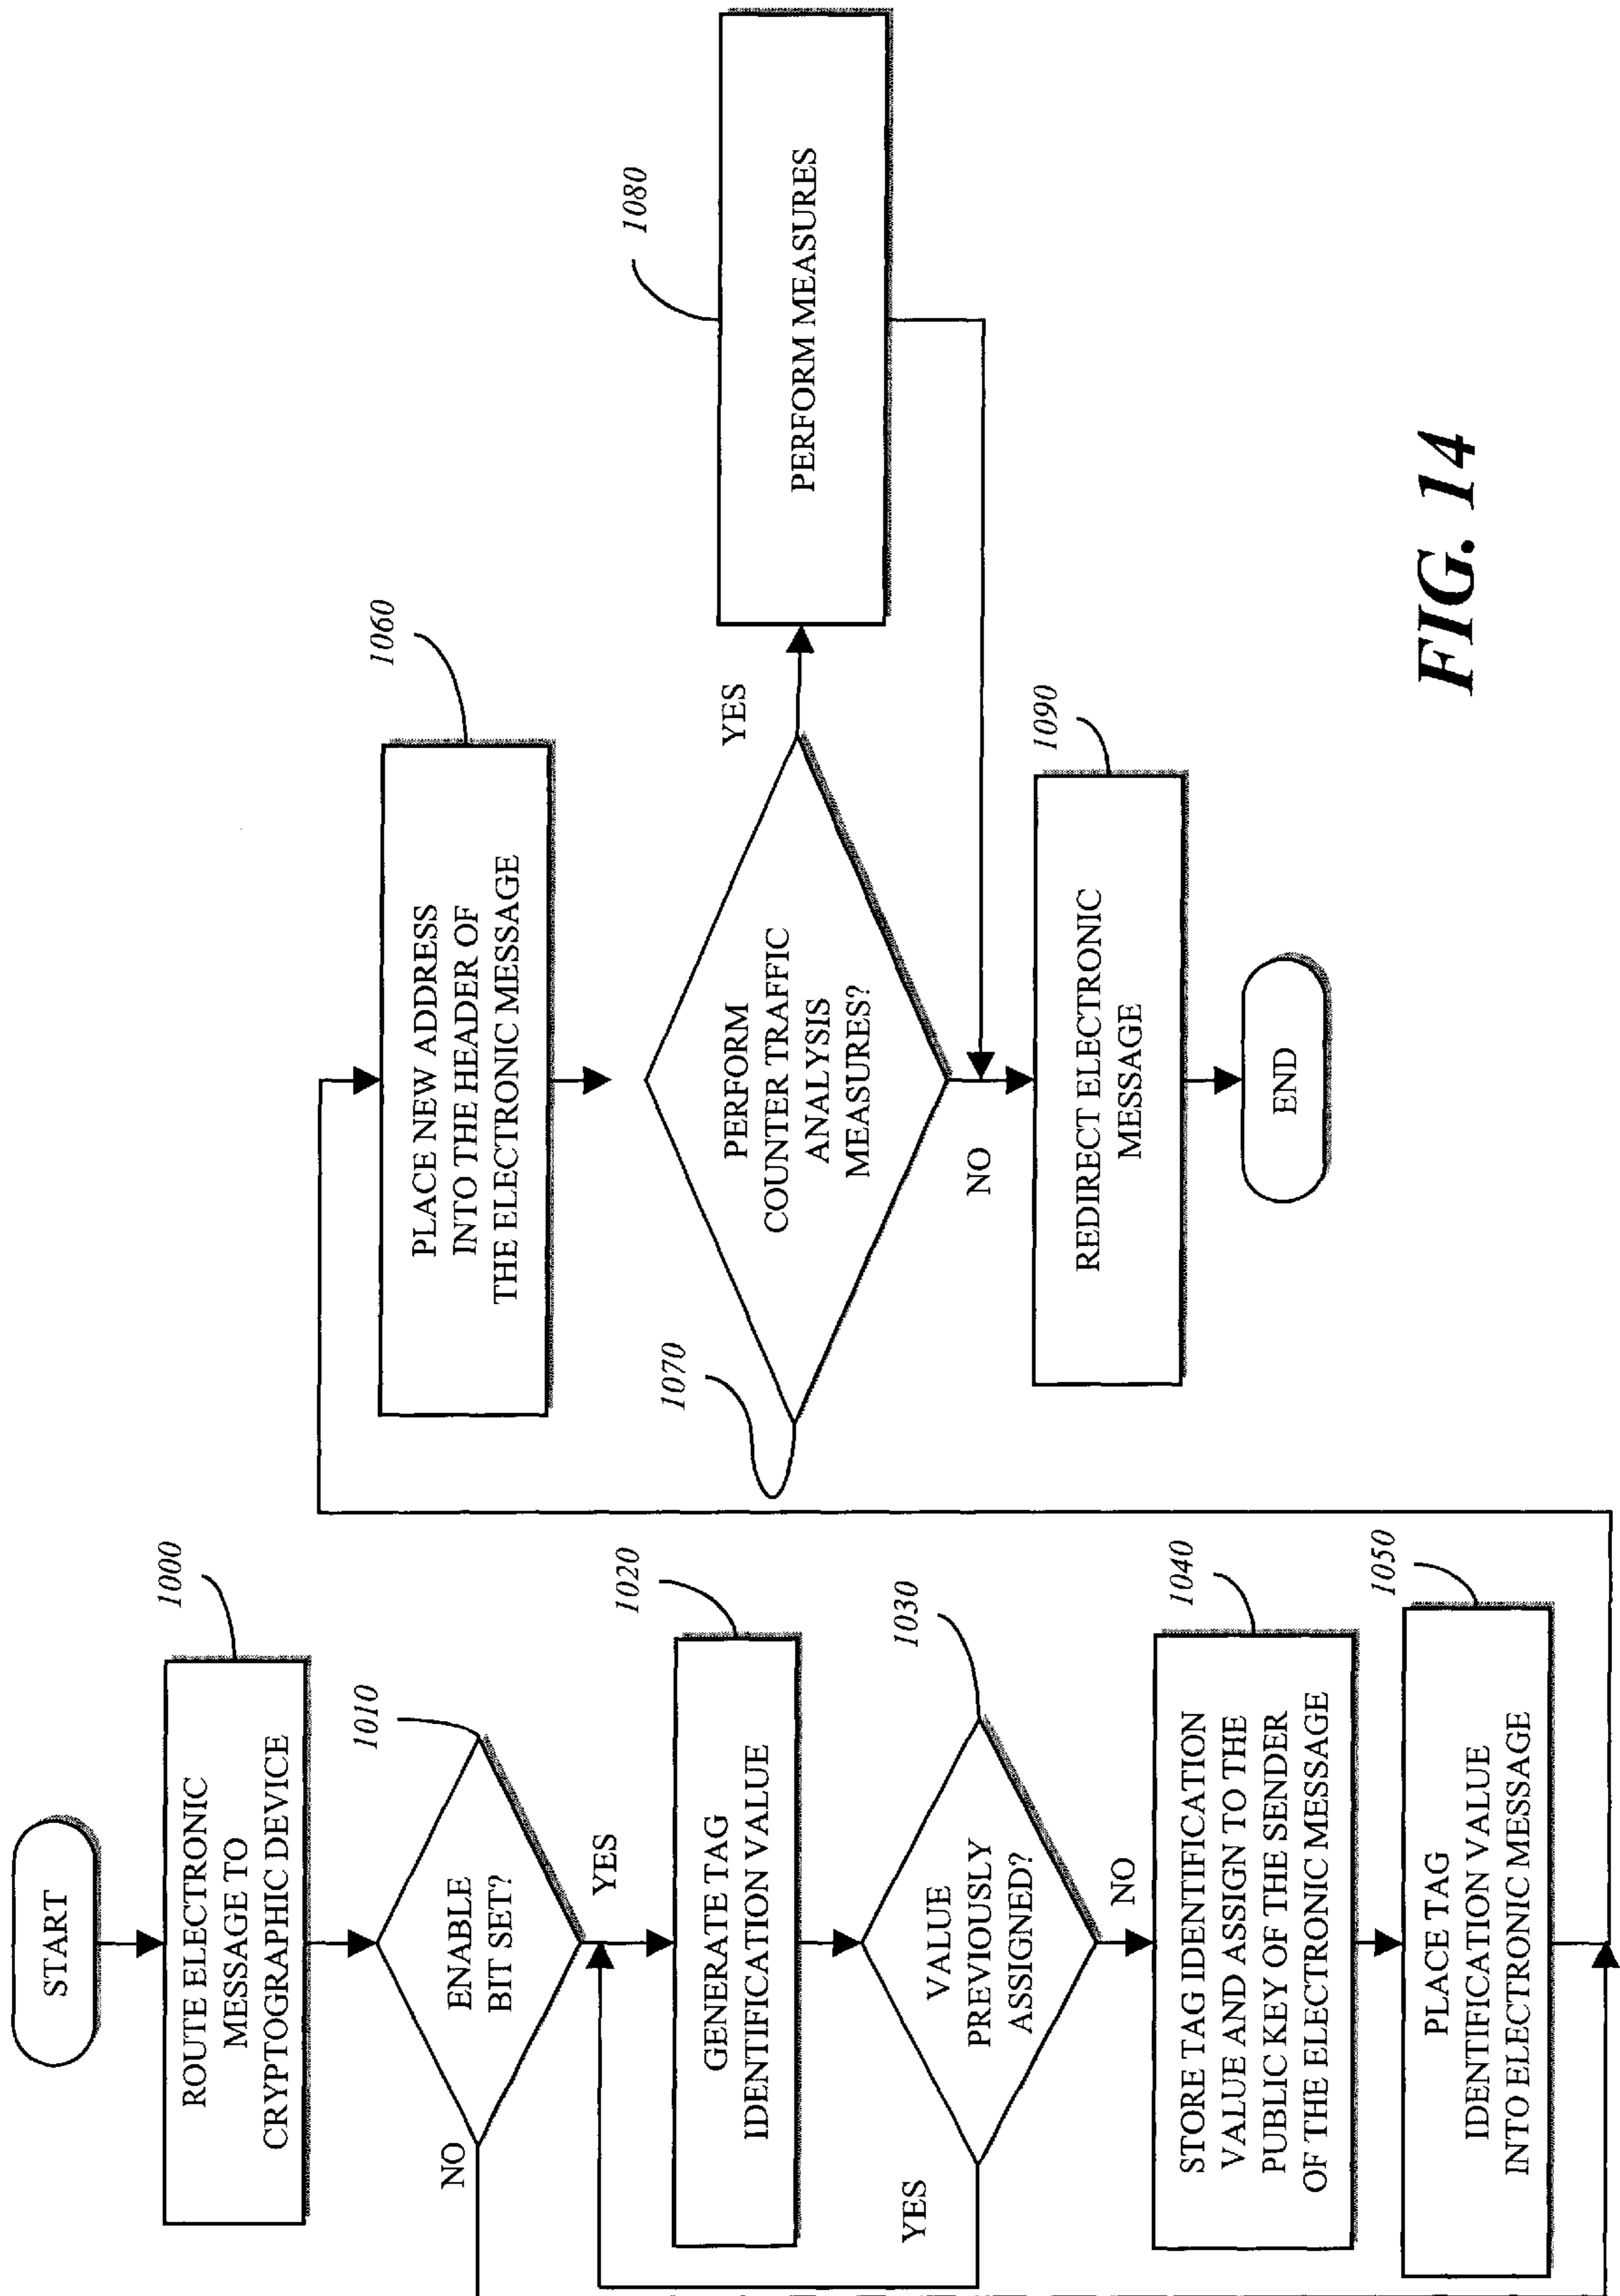 START
1000
ROUTE ELECTRONIC
MESSAGE TO
CRYPTOGRAPHIC DEVICE
1010
ENABLE
BIT SET?
NO
YES
1020
GENERATE TAG
IDENTIFICATION VALUE
1030
VALUE
PREVIOUSLY
ASSIGNED?
YES
NO
1040
STORE TAG IDENTIFICATION
VALUE AND ASSIGN TO THE
PUBLIC KEY OF THE SENDER
OF THE ELECTRONIC MESSAGE
1050
PLACE TAG
IDENTIFICATION VALUE
INTO ELECTRONIC MESSAGE
1060
PLACE NEW ADDRESS
INTO THE HEADER OF
THE ELECTRONIC MESSAGE
1070
PERFORM
COUNTER TRAFFIC
ANALYSIS
MEASURES?
YES
1080
PERFORM MEASURES
NO
1090
REDIRECT ELECTRONIC
MESSAGE
END
FIG. 14